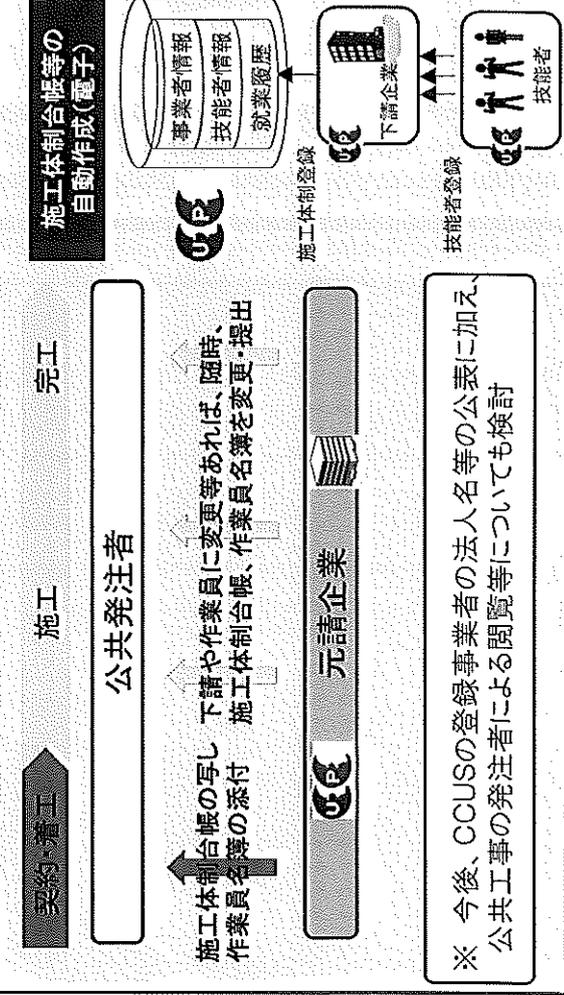 契約・着工
施工
完工
公共発注者
施工体制台帳の写し
作業員名簿の添付
下請や作業員に変更等あれば、随時、
施工体制台帳、作業員名簿を変更・提出
元請企業
※ 今後、CCUSの登録事業者の法人名等の公表に加え、
公共工事の発注者による閲覧等についても検討
施工体制台帳等の
自動作成(電子)
事業者情報
技能者情報
就業履歴
施工体制登録
下請企業
技能者登録
技能者